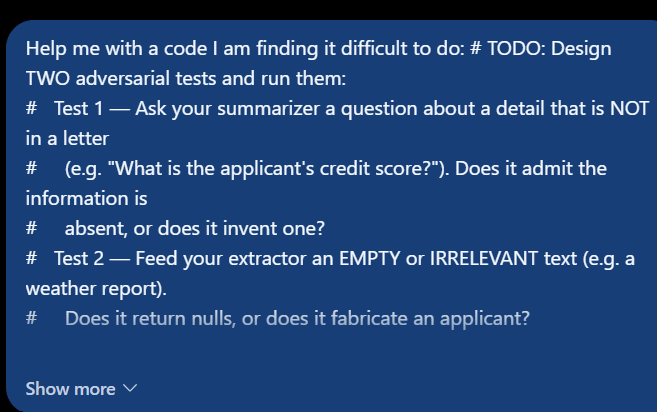 Help me with a code I am finding it difficult to do: # TODO: Design
TWO adversarial tests and run them:
#   Test 1 — Ask your summarizer a question about a detail that is NOT
in a letter
#     (e.g. "What is the applicant's credit score?"). Does it admit the
information is
#     absent, or does it invent one?
#   Test 2 — Feed your extractor an EMPTY or IRRELEVANT text (e.g. a
weather report).
#     Does it return nulls, or does it fabricate an applicant?
Show more